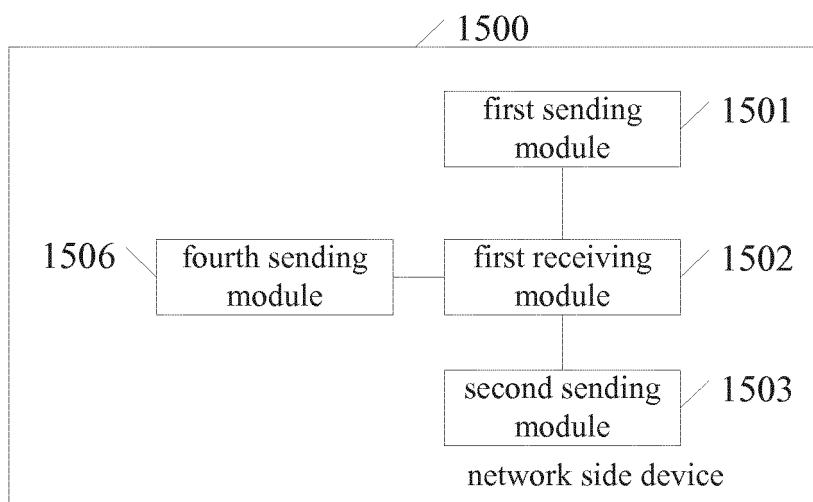 1500
first sending
module
1501
1506
fourth sending
module
first receiving
module
1502
second sending
module
1503
network side device